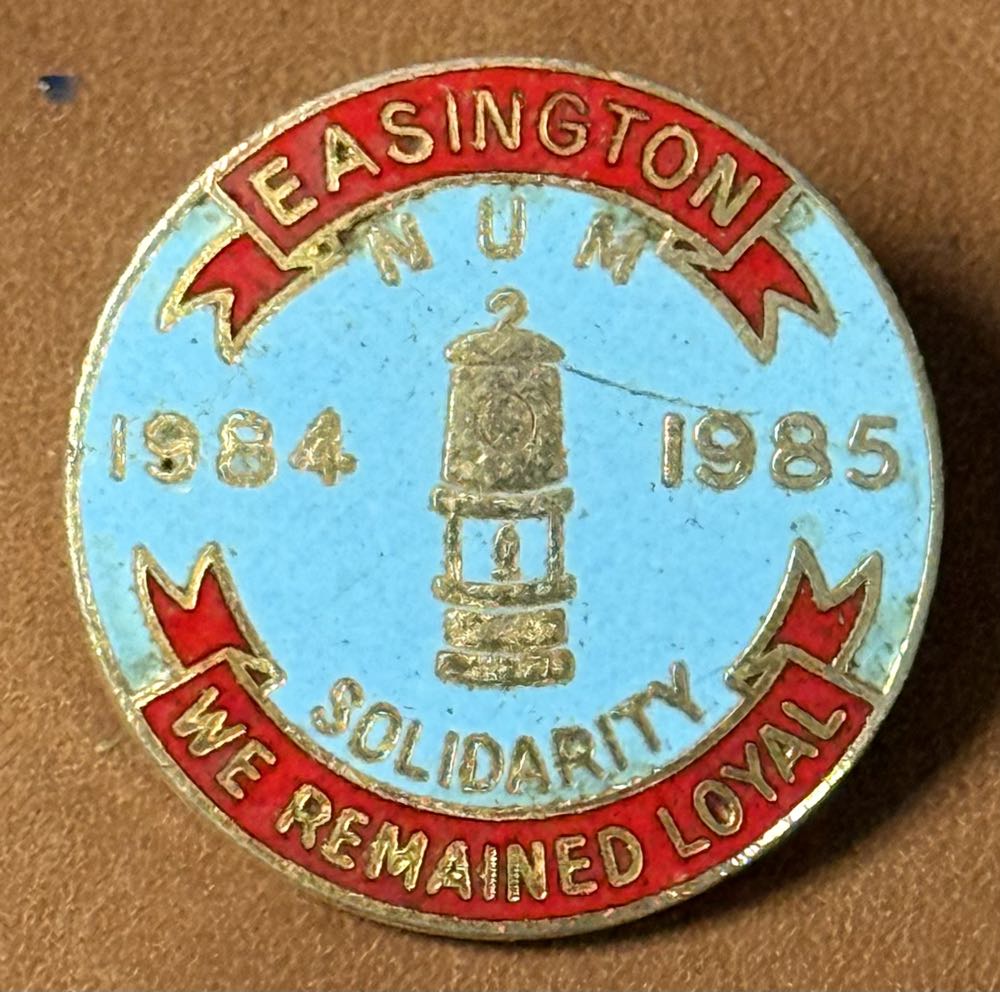 EASINGTON
NUM
1984 1985
SOLIDARITY
WE REMAINED LOYAL